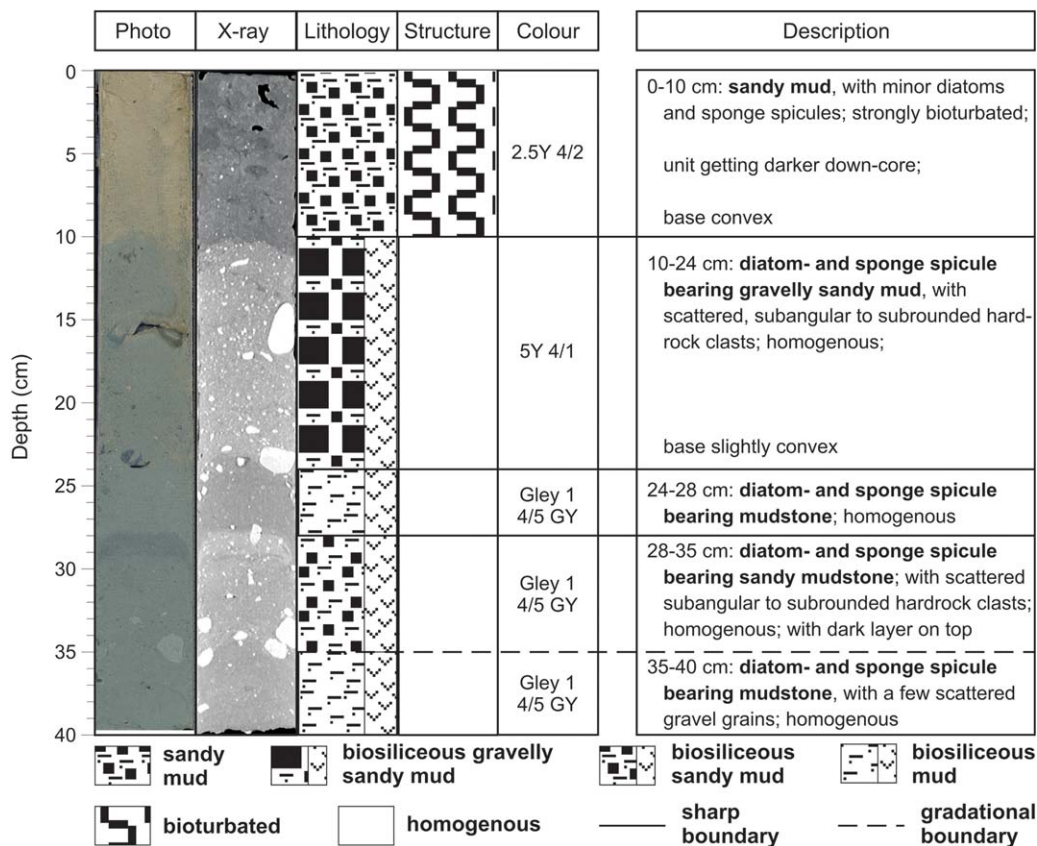 Photo X-ray Lithology Structure Colour Description
Depth (cm)
0
5
10
15
20
25
30
35
40
2.5Y 4/2
5Y 4/1
Gley 1
4/5 GY
Gley 1
4/5 GY
Gley 1
4/5 GY
0-10 cm: sandy mud, with minor diatoms
and sponge spicules; strongly bioturbated;
unit getting darker down-core;
base convex
10-24 cm: diatom- and sponge spicule
bearing gravelly sandy mud, with
scattered, subangular to subrounded hard-
rock clasts; homogenous;
base slightly convex
24-28 cm: diatom- and sponge spicule
bearing mudstone; homogenous
28-35 cm: diatom- and sponge spicule
bearing sandy mudstone; with scattered
subangular to subrounded hardrock clasts;
homogenous; with dark layer on top
35-40 cm: diatom- and sponge spicule
bearing mudstone, with a few scattered
gravel grains; homogenous
sandy
mud
biosiliceous gravelly
sandy mud
biosiliceous
sandy mud
biosiliceous
mud
bioturbated
homogenous
sharp
boundary
gradational
boundary